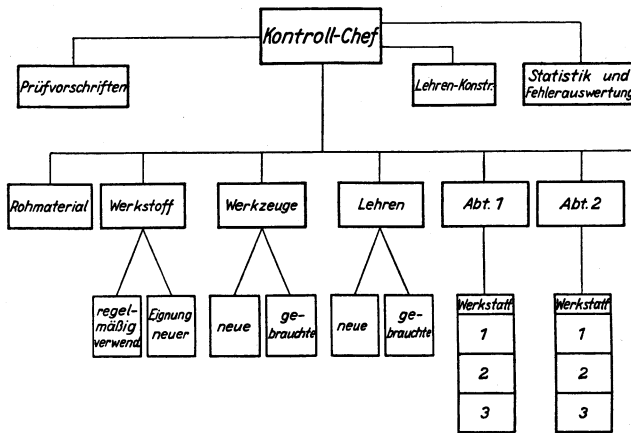 Kontroll-Chef
Prüfvorschriften
Lehren-Konstr.
Statistik und
Fehlerauswertung
Rohmaterial
Werkstoff
Werkzeuge
Lehren
Abt. 1
Abt. 2
regel-
mäßig
verwend.
Eignung
neuer
neue
ge-
brauchte
neue
ge-
brauchte
Werkstatt
1
2
3
Werkstatt
1
2
3